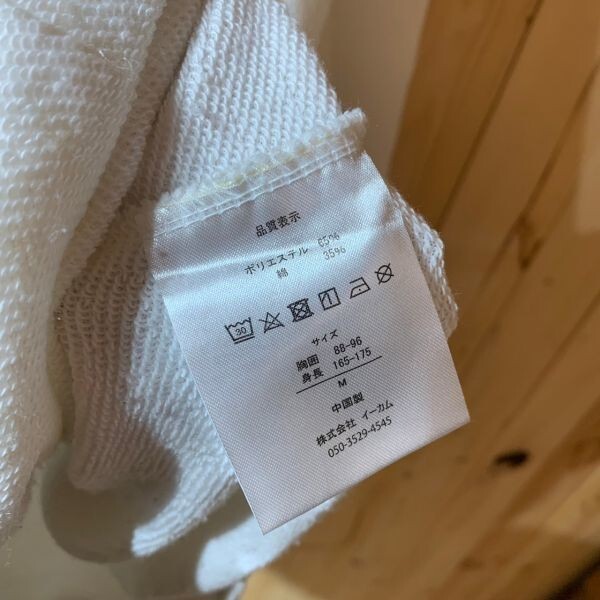 品質表示
ポリエステル 65%
綿 35%
30
サイズ
胸囲 88-96
身長 165-175
M
中国製
株式会社 イーカム
050-3529-4545